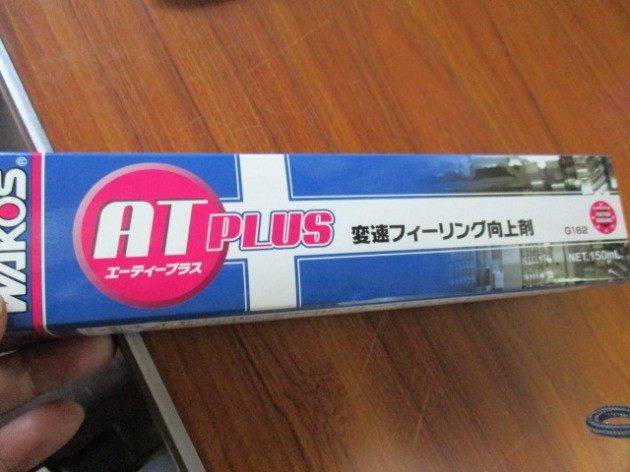 WAKOS®
AT PLUS
エーティープラス
変速フィーリング向上剤
G162
NET.150mL